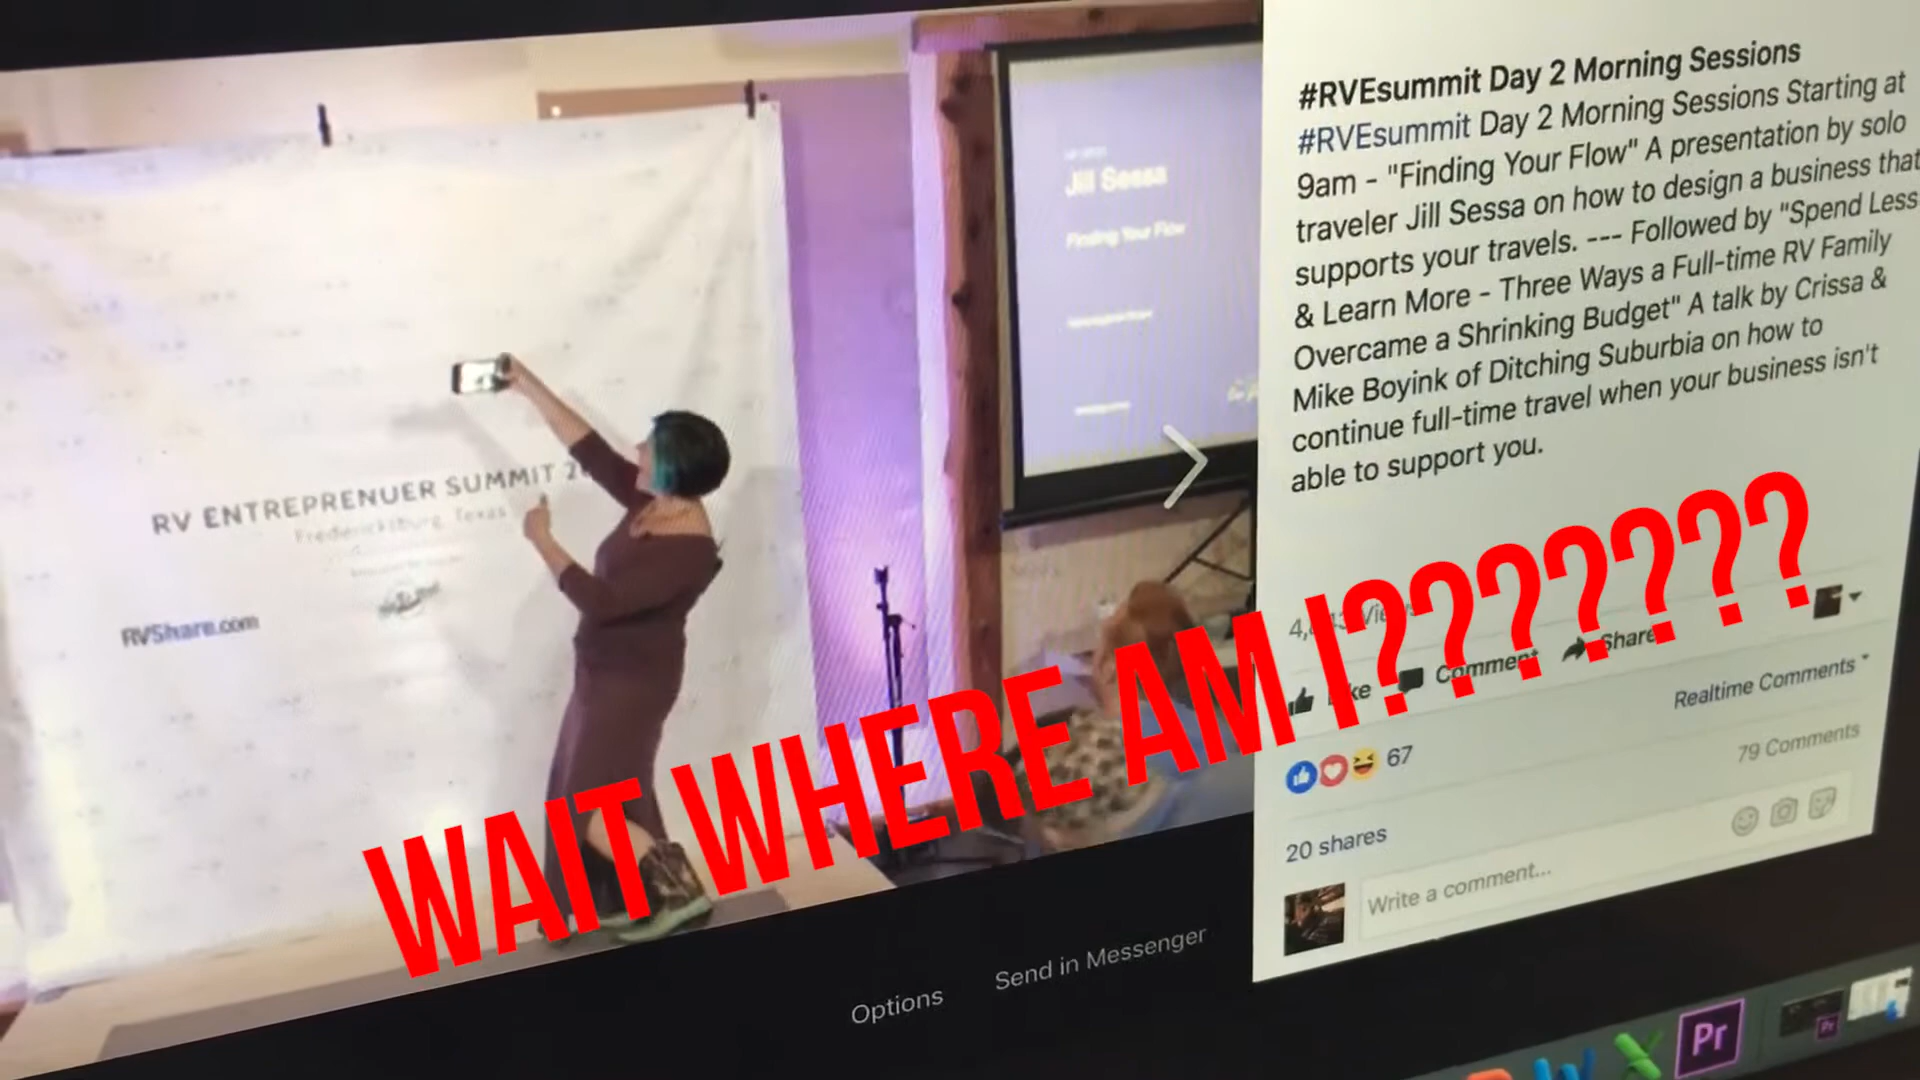 #RVEsummit Day 2 Morning Sessions
#RVEsummit Day 2 Morning Sessions Starting at
9am - "Finding Your Flow" A presentation by solo
traveler Jill Sessa on how to design a business that
supports your travels. --- Followed by "Spend Less
& Learn More - Three Ways a Full-time RV Family
Overcame a Shrinking Budget" A talk by Crissa &
Mike Boyink of Ditching Suburbia on how to
continue full-time travel when your business isn't
able to support you.
Jill Sessa
Finding Your Flow
RV ENTREPRENUER SUMMIT
Fredericksburg, Texas
RVShare.com
WAIT WHERE AM I???????
Comment
Share
Realtime Comments
67
79 Comments
20 shares
Write a comment...
Options
Send in Messenger
Pr
Pr